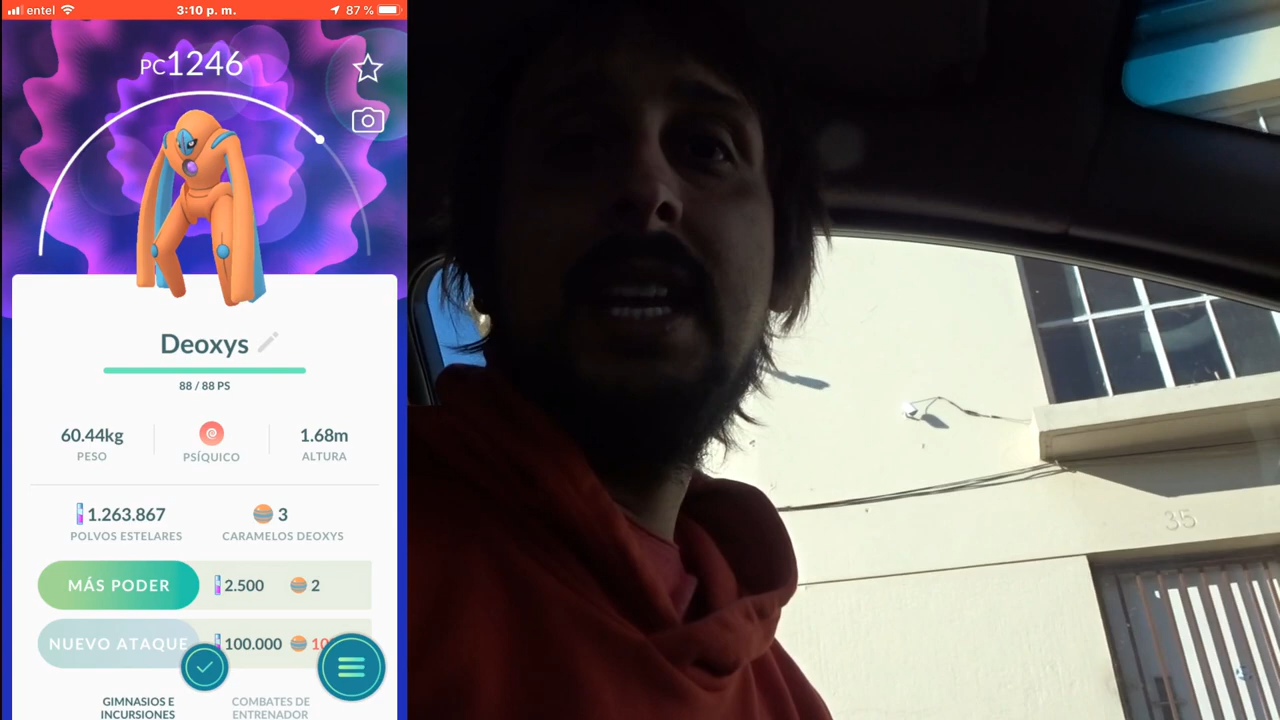 entel 3:10 p. m. 87 %
PC1246
Deoxys
88 / 88 PS
60.44kg 1.68m
PESO PSÍQUICO ALTURA
1.263.867 3
POLVOS ESTELARES CARAMELOS DEOXYS
MÁS PODER 2.500 2
NUEVO ATAQUE 100.000
GIMNASIOS E COMBATES DE
INCURSIONES ENTRENADOR
35